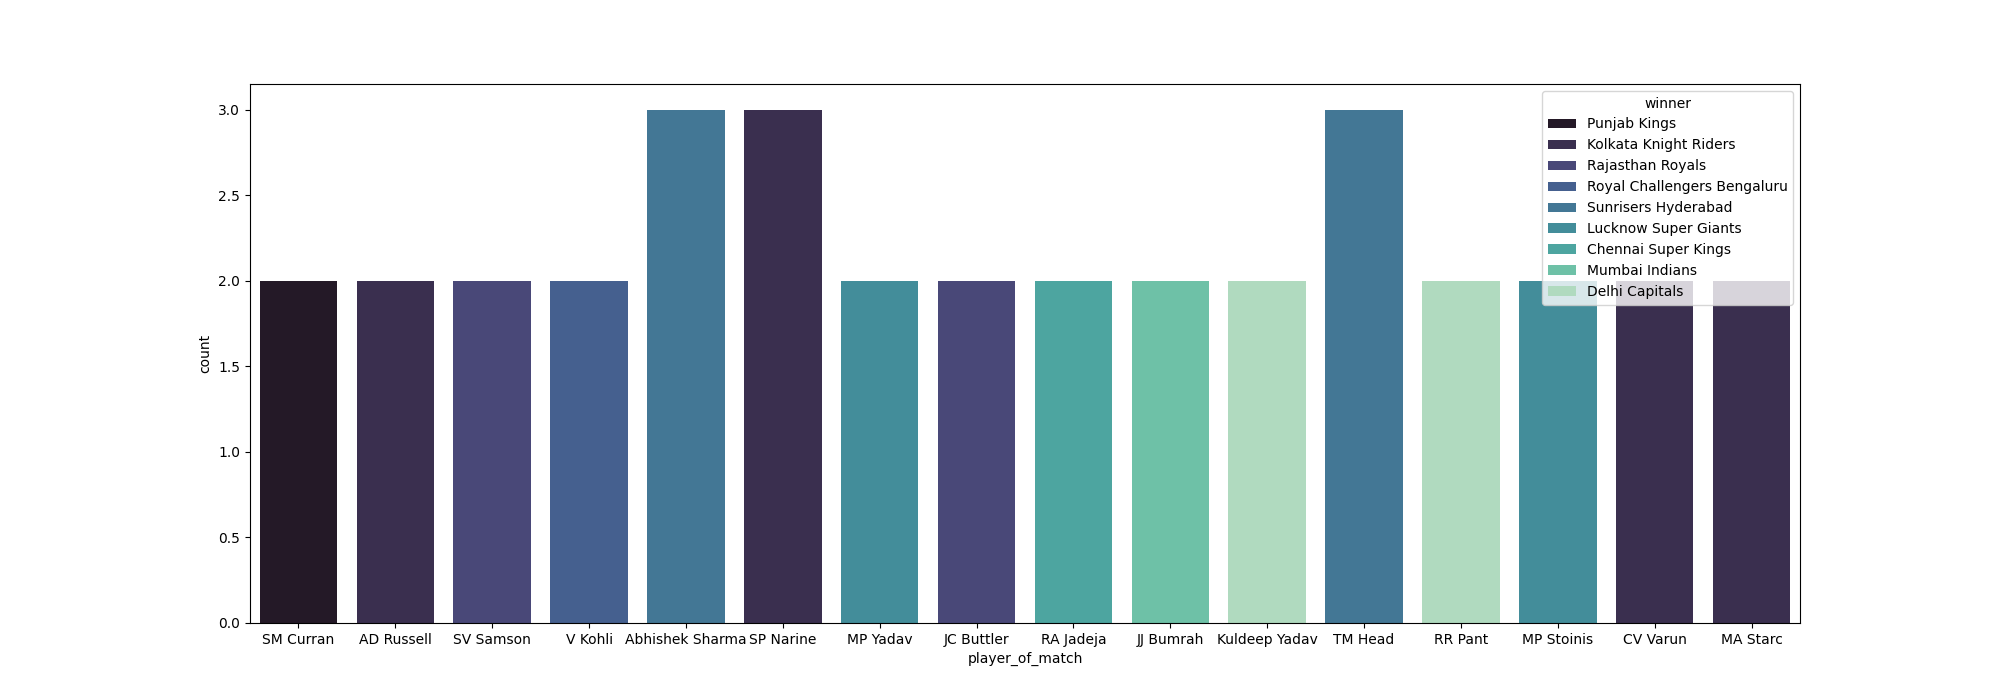 winner
Punjab Kings
Kolkata Knight Riders
Rajasthan Royals
Royal Challengers Bengaluru
Sunrisers Hyderabad
Lucknow Super Giants
Chennai Super Kings
Mumbai Indians
Delhi Capitals
3.0
2.5
2.0
1.5
1.0
0.5
0.0
count
SM Curran AD Russell SV Samson V Kohli Abhishek Sharma SP Narine MP Yadav JC Buttler RA Jadeja JJ Bumrah Kuldeep Yadav TM Head RR Pant MP Stoinis CV Varun MA Starc
player_of_match